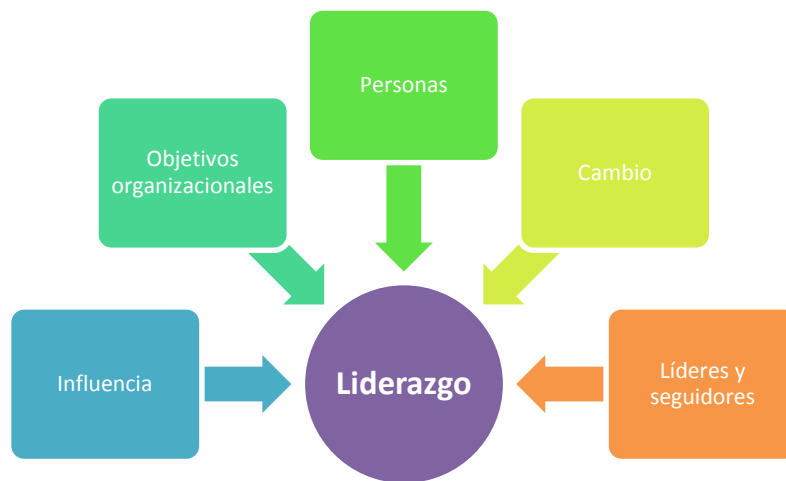 Personas
Objetivos
organizacionales
Cambio
Influencia
Liderazgo
Líderes y
seguidores